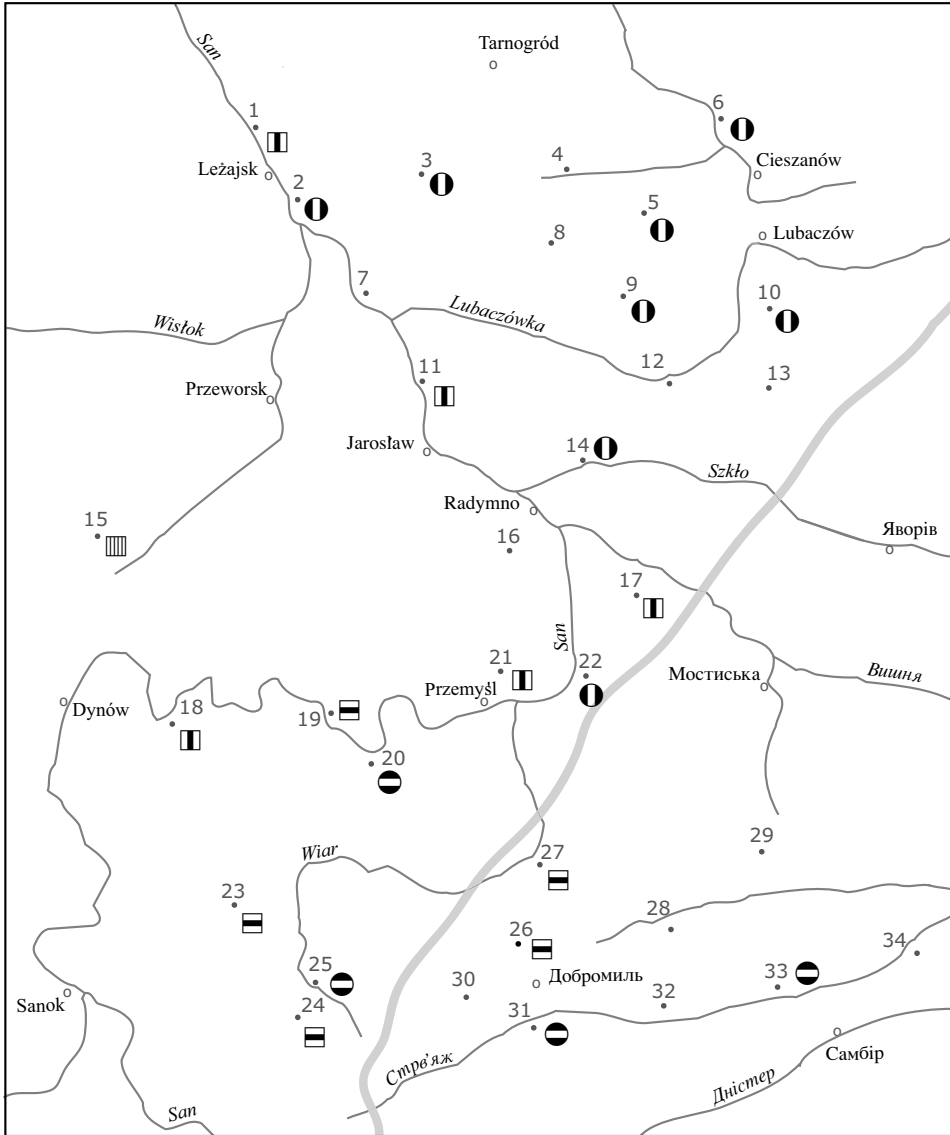 San
Tarnogród
1
6
Leżajsk
3
4
Cieszanów
2
5
8
Lubaczów
7
9
10
Wisłok
Lubaczówka
11
12
13
Przeworsk
Jarosław
14
Szkło
Radymno
15
16
Яворів
17
San
21
22
Przemyśl
Мостиська
Вишня
Dynów
18
19
20
Wiar
27
29
23
28
26
34
25
33
Sanok
24
30
Добромиль
32
31
Стрв’яж
Самбір
Дністер
San